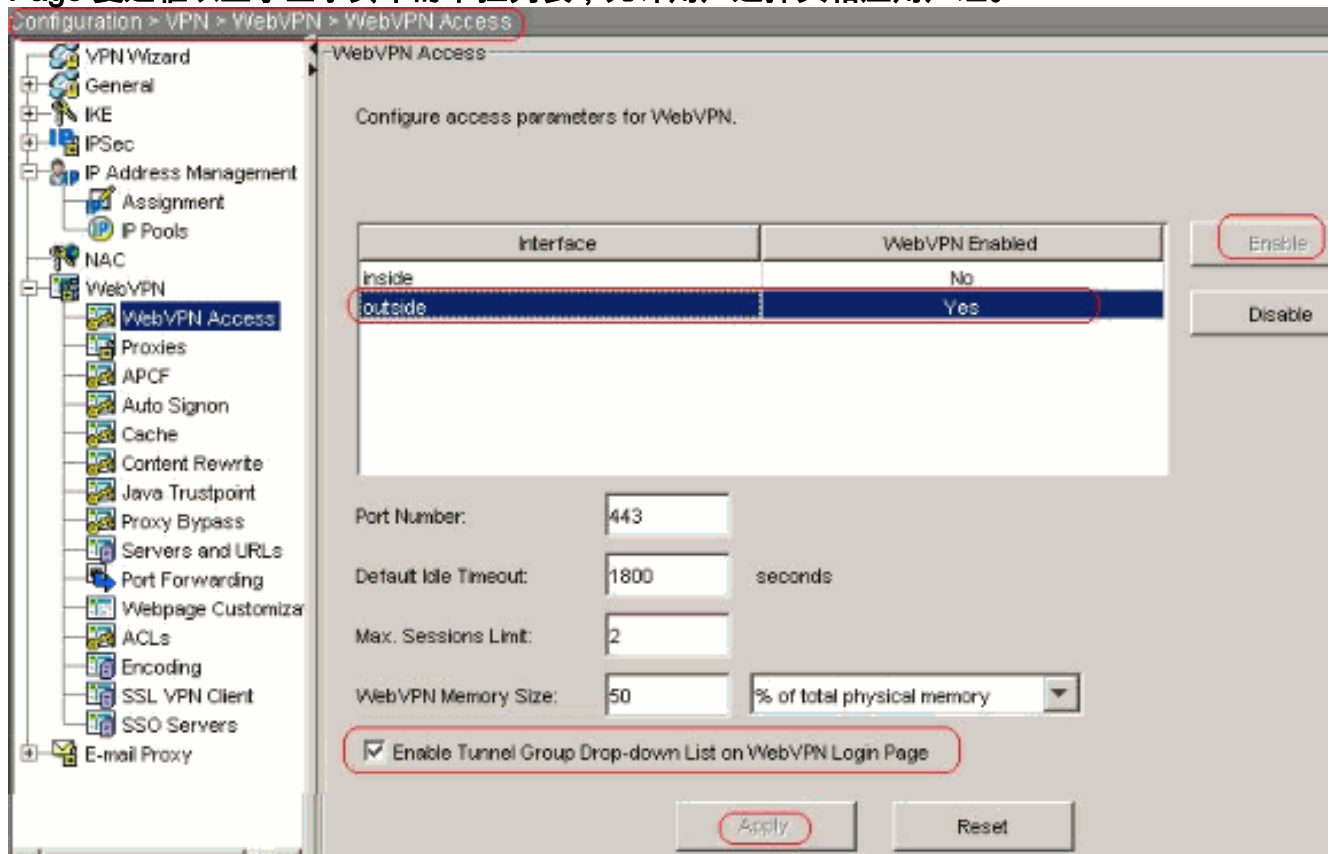 Configuration > VPN > WebVPN > WebVPN Access
VPN Wizard
General
IKE
IPSec
IP Address Management
Assignment
IP Pools
NAC
WebVPN
WebVPN Access
Proxies
APCF
Auto Signon
Cache
Content Rewrite
Java Trustpoint
Proxy Bypass
Servers and URLs
Port Forwarding
Webpage Customiza
ACLs
Encoding
SSL VPN Client
SSO Servers
E-mail Proxy
WebVPN Access
Configure access parameters for WebVPN.
Interface WebVPN Enabled
inside No
outside Yes
Enable
Disable
Port Number: 443
Default Idle Timeout: 1800 seconds
Max. Sessions Limit: 2
WebVPN Memory Size: 50 % of total physical memory
Enable Tunnel Group Drop-down List on WebVPN Login Page
Apply Reset